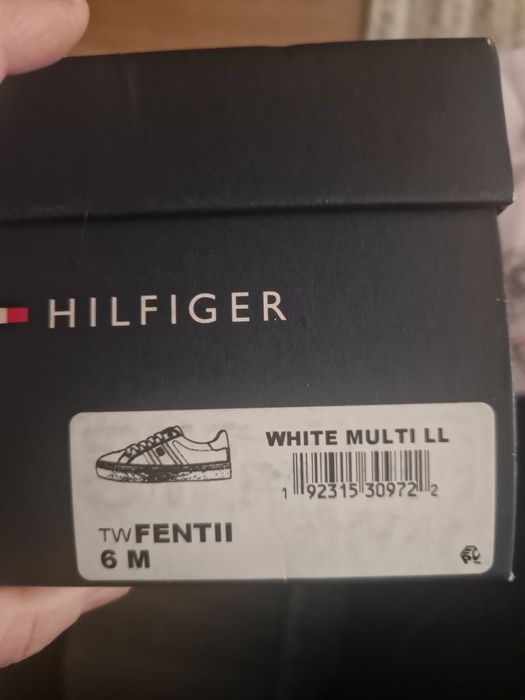 HILFIGER
WHITE MULTI LL
1 92315 30972 2
TWFENTII
6 M